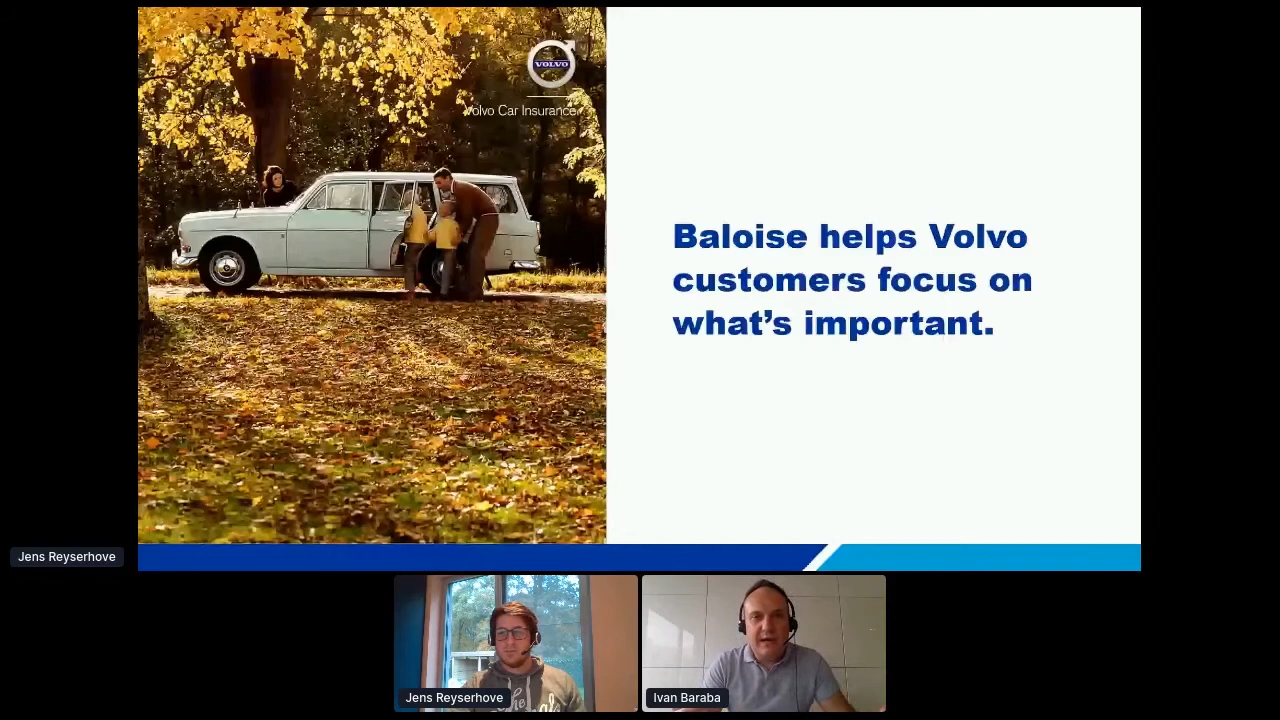 VOLVO
Volvo Car Insurance
Baloise helps Volvo
customers focus on
what's important.
Jens Reyserhove
Jens Reyserhove
Ivan Baraba